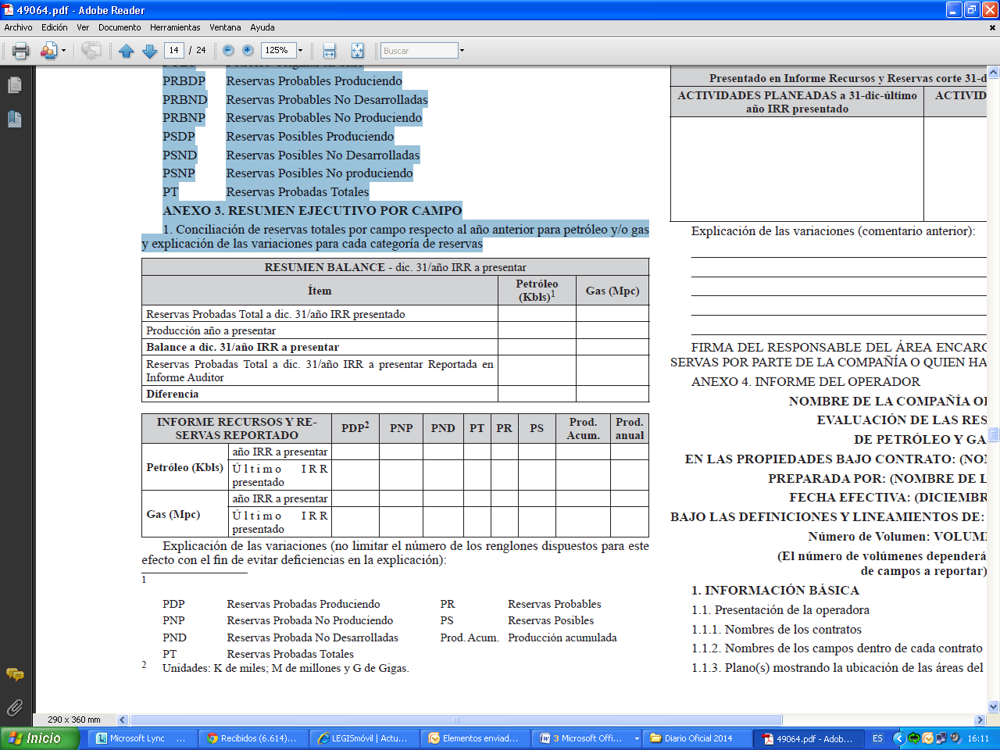 49064.pdf - Adobe Reader
Archivo Edición Ver Documento Herramientas Ventana Ayuda
14 / 24 125% Buscar
PRBDP Reservas Probables Produciendo
PRBND Reservas Probables No Desarrolladas
PRBNP Reservas Probables No Produciendo
PSDP Reservas Posibles Produciendo
PSND Reservas Posibles No Desarrolladas
PSNP Reservas Posibles No produciendo
PT Reservas Probadas Totales
ANEXO 3. RESUMEN EJECUTIVO POR CAMPO
1. Conciliación de reservas totales por campo respecto al año anterior para petróleo y/o gas
y explicación de las variaciones para cada categoría de reservas
RESUMEN BALANCE - dic. 31/año IRR a presentar
Ítem Petróleo (Kbls)1 Gas (Mpc)
Reservas Probadas Total a dic. 31/año IRR presentado
Producción año a presentar
Balance a dic. 31/año IRR a presentar
Reservas Probadas Total a dic. 31/año IRR a presentar Reportada en
Informe Auditor
Diferencia
INFORME RECURSOS Y RE-
SERVAS REPORTADO PDP2 PNP PND PT PR PS Prod. Acum. Prod. anual
Petróleo (Kbls) año IRR a presentar
Último IRR
presentado
Gas (Mpc) año IRR a presentar
Último IRR
presentado
Explicación de las variaciones (no limitar el número de los renglones dispuestos para este
efecto con el fin de evitar deficiencias en la explicación):
1
PDP Reservas Probadas Produciendo PR Reservas Probables
PNP Reservas Probada No Produciendo PS Reservas Posibles
PND Reservas Probada No Desarrolladas Prod. Acum. Producción acumulada
PT Reservas Probadas Totales
2 Unidades: K de miles; M de millones y G de Gigas.
Presentado en Informe Recursos y Reservas corte 31-d
ACTIVIDADES PLANEADAS a 31-dic-último ACTIVID
año IRR presentado
Explicación de las variaciones (comentario anterior):
FIRMA DEL RESPONSABLE DEL ÁREA ENCARG
SERVAS POR PARTE DE LA COMPAÑÍA O QUIEN HA
ANEXO 4. INFORME DEL OPERADOR
NOMBRE DE LA COMPAÑÍA O
EVALUACIÓN DE LAS RES
DE PETRÓLEO Y GA
EN LAS PROPIEDADES BAJO CONTRATO: (NO
PREPARADA POR: (NOMBRE DE L
FECHA EFECTIVA: (DICIEMBR
BAJO LAS DEFINICIONES Y LINEAMIENTOS DE:
Número de Volumen: VOLUM
(El número de volúmenes dependerá
de campos a reportar)
1. INFORMACIÓN BÁSICA
1.1. Presentación de la operadora
1.1.1. Nombres de los contratos
1.1.2. Nombres de los campos dentro de cada contrato
1.1.3. Plano(s) mostrando la ubicación de las áreas del
290 x 360 mm
Inicio Microsoft Lync ... Recibidos (6.614)... LEGISmóvil | Actu... Elementos enviad... 3 Microsoft Offi... Diario Oficial 2014 49064.pdf - Adob... ES 16:11